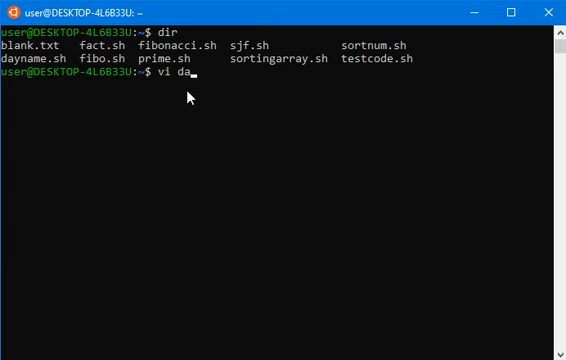 user@DESKTOP-4L6B33U: ~
user@DESKTOP-4L6B33U:~$ dir
blank.txt fact.sh fibonacci.sh sjf.sh sortnum.sh
dayname.sh fibo.sh prime.sh sortingarray.sh testcode.sh
user@DESKTOP-4L6B33U:~$ vi da_